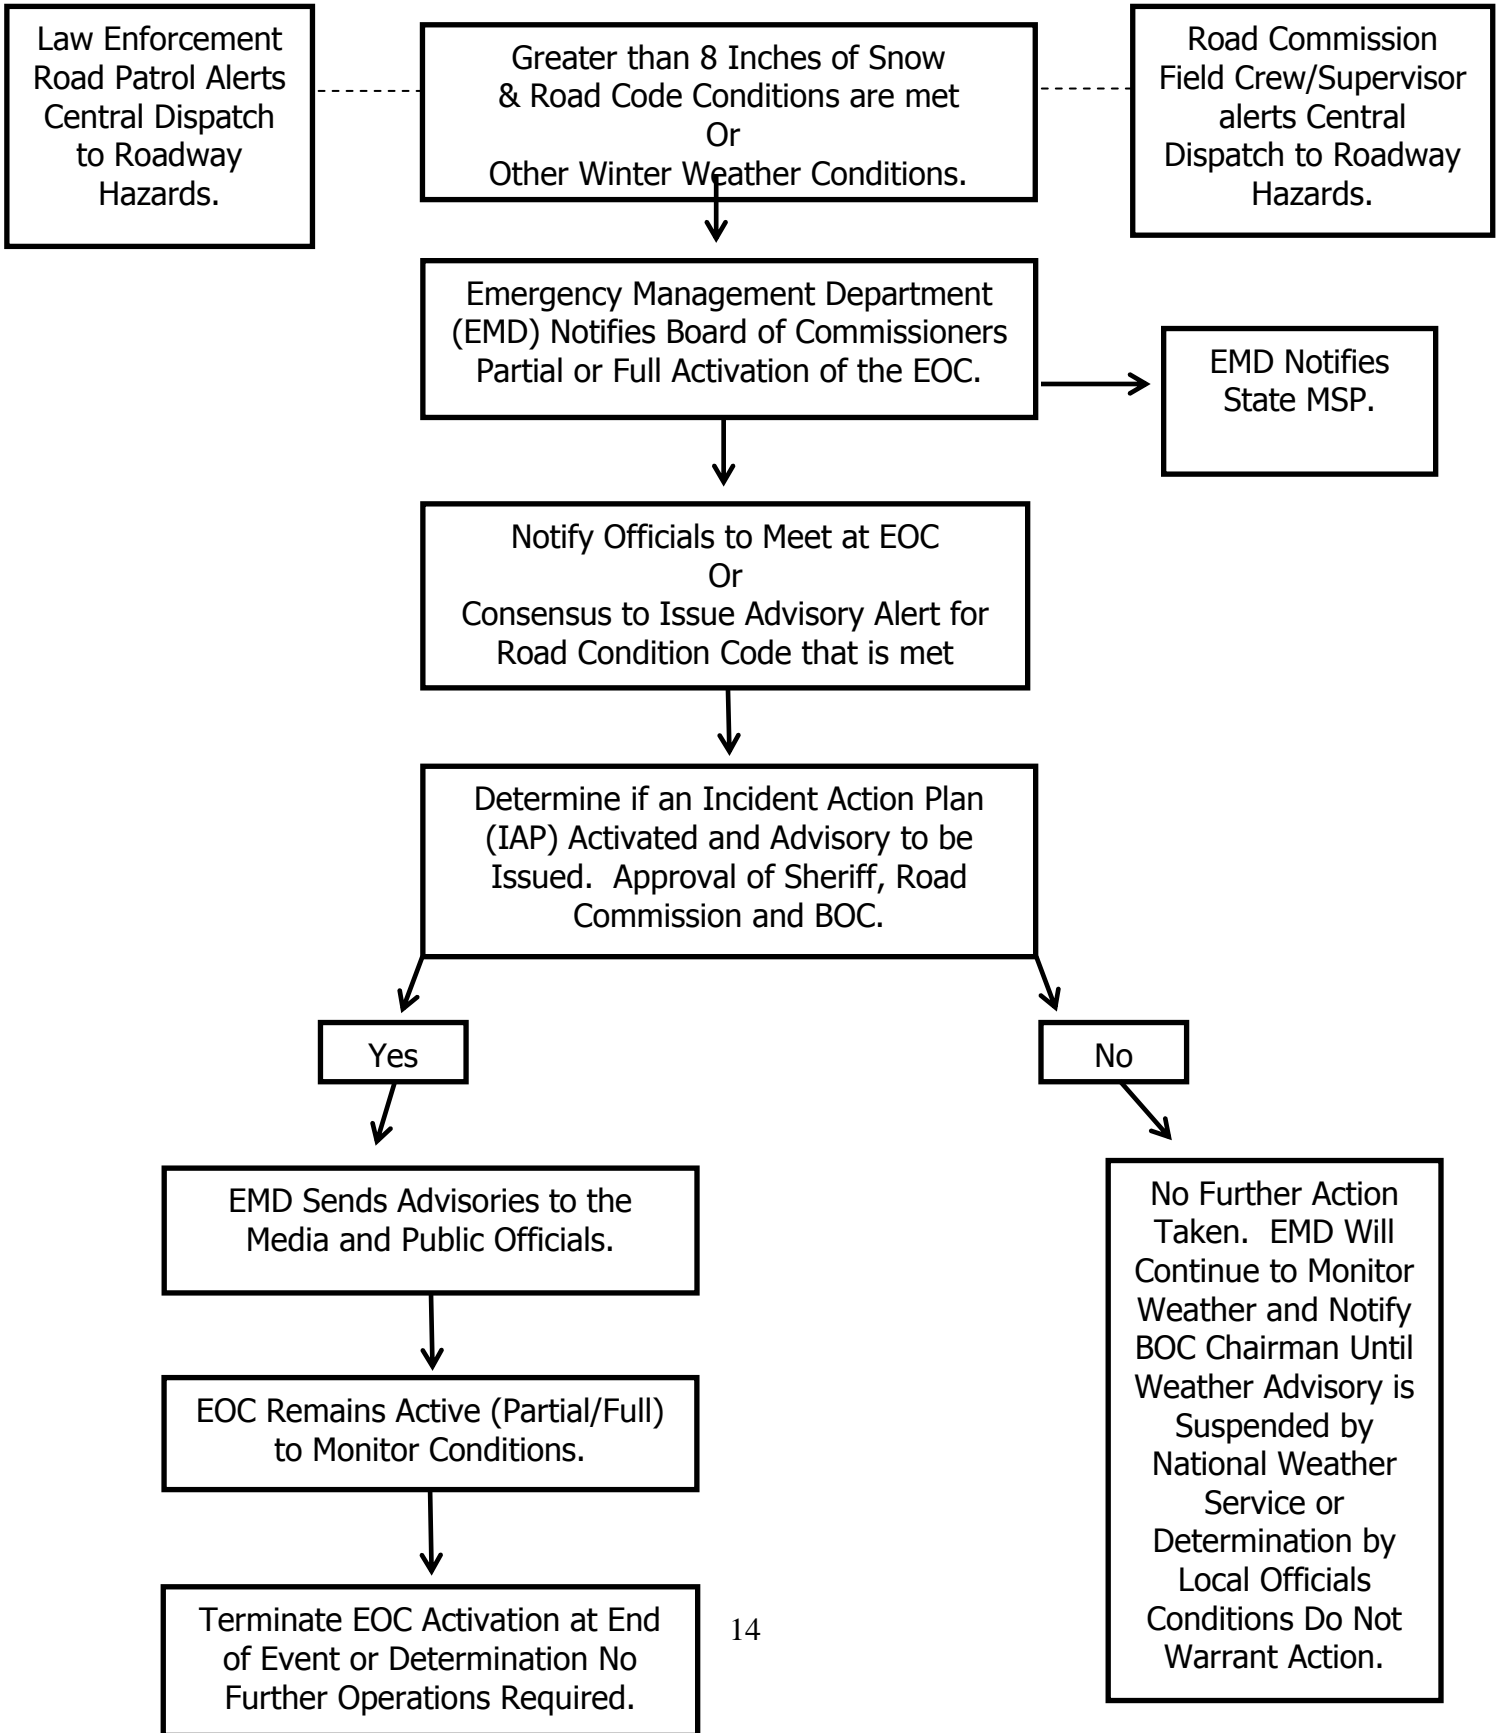 Law Enforcement
Road Patrol Alerts
Central Dispatch
to Roadway
Hazards.
Greater than 8 Inches of Snow
& Road Code Conditions are met
Or
Other Winter Weather Conditions.
Road Commission
Field Crew/Supervisor
alerts Central
Dispatch to Roadway
Hazards.
Emergency Management Department
(EMD) Notifies Board of Commissioners
Partial or Full Activation of the EOC.
EMD Notifies
State MSP.
Notify Officials to Meet at EOC
Or
Consensus to Issue Advisory Alert for
Road Condition Code that is met
Determine if an Incident Action Plan
(IAP) Activated and Advisory to be
Issued.  Approval of Sheriff, Road
Commission and BOC.
Yes
No
EMD Sends Advisories to the
Media and Public Officials.
EOC Remains Active (Partial/Full)
to Monitor Conditions.
Terminate EOC Activation at End
of Event or Determination No
Further Operations Required.
No Further Action
Taken.  EMD Will
Continue to Monitor
Weather and Notify
BOC Chairman Until
Weather Advisory is
Suspended by
National Weather
Service or
Determination by
Local Officials
Conditions Do Not
Warrant Action.
14